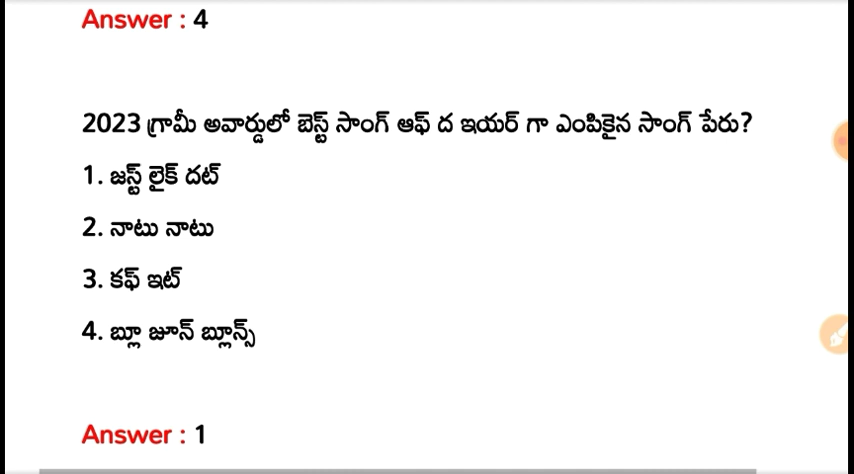 Answer : 4
2023 గ్రామీ అవార్డులో బెస్ట్ సాంగ్ ఆఫ్ ద ఇయర్ గా ఎంపికైన సాంగ్ పేరు?
1. జస్ట్ లైక్ దట్
2. నాటు నాటు
3. కఫ్ ఇట్
4. బ్లూ జూన్ బ్లూన్స్
Answer : 1